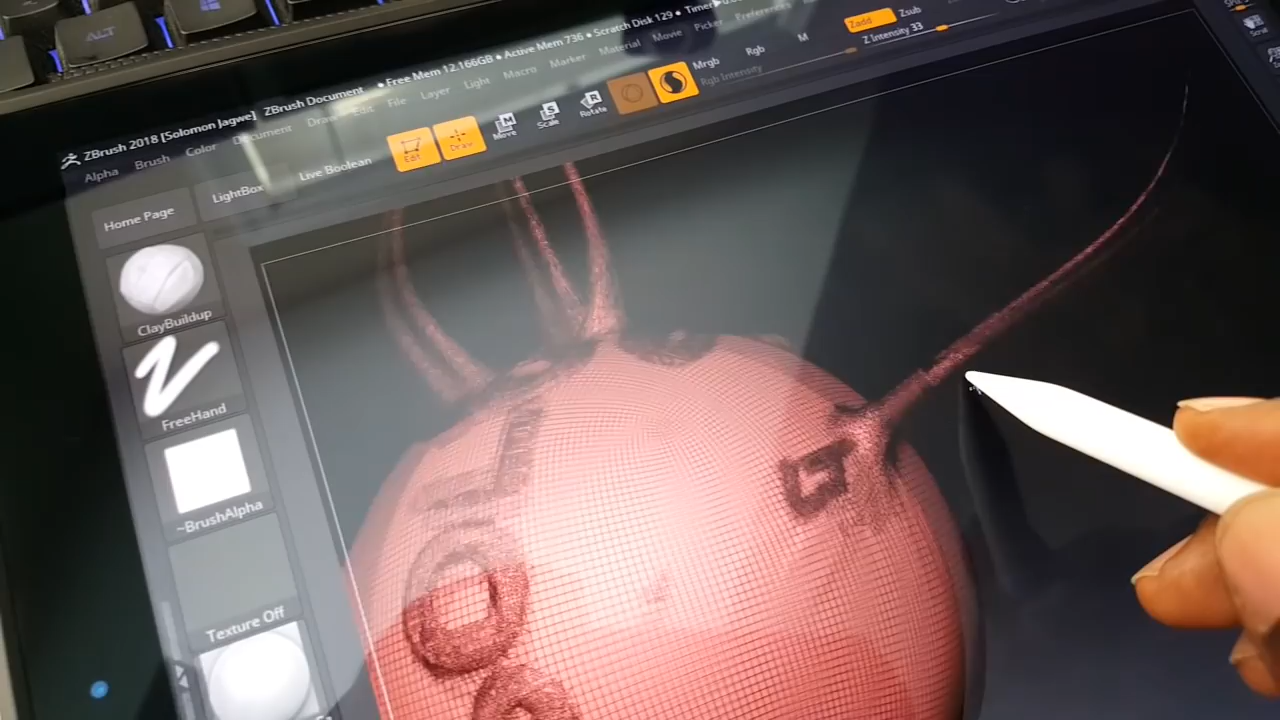 ALT
ZBrush 2018 [Solomon Jagwe] ZBrush Document • Free Mem 12.166GB • Active Mem 736 • Scratch Disk 129 • Timer
Alpha Brush Color Document Draw Edit File Layer Light Macro Marker Material Movie Picker Preferences
Home Page
LightBox
Live Boolean
Edit
Draw
Move
Scale
Rotate
Mrgb
Rgb
M
Rgb Intensity
Zadd
Zsub
Z Intensity 33
Scroll
ClayBuildup
FreeHand
~BrushAlpha
Texture Off